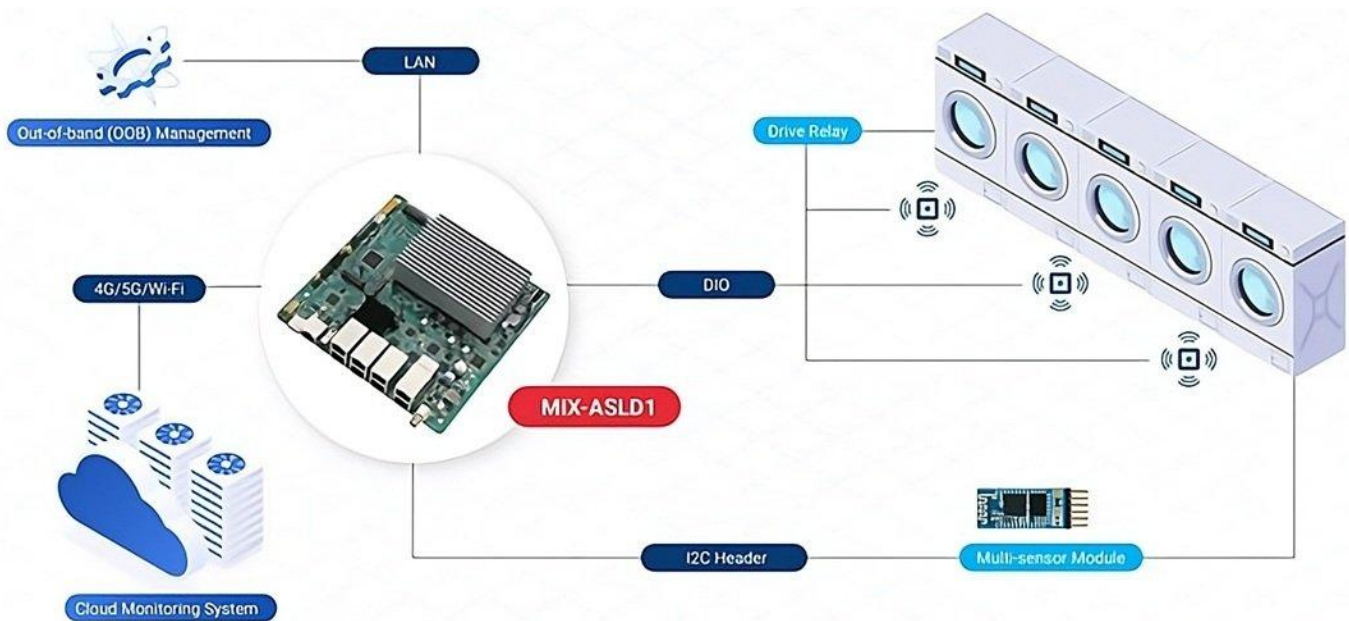 LAN
Out-of-band (OOB) Management
Drive Relay
4G/5G/Wi-Fi
DIO
MIX-ASLD1
I2C Header
Multi-sensor Module
Cloud Monitoring System